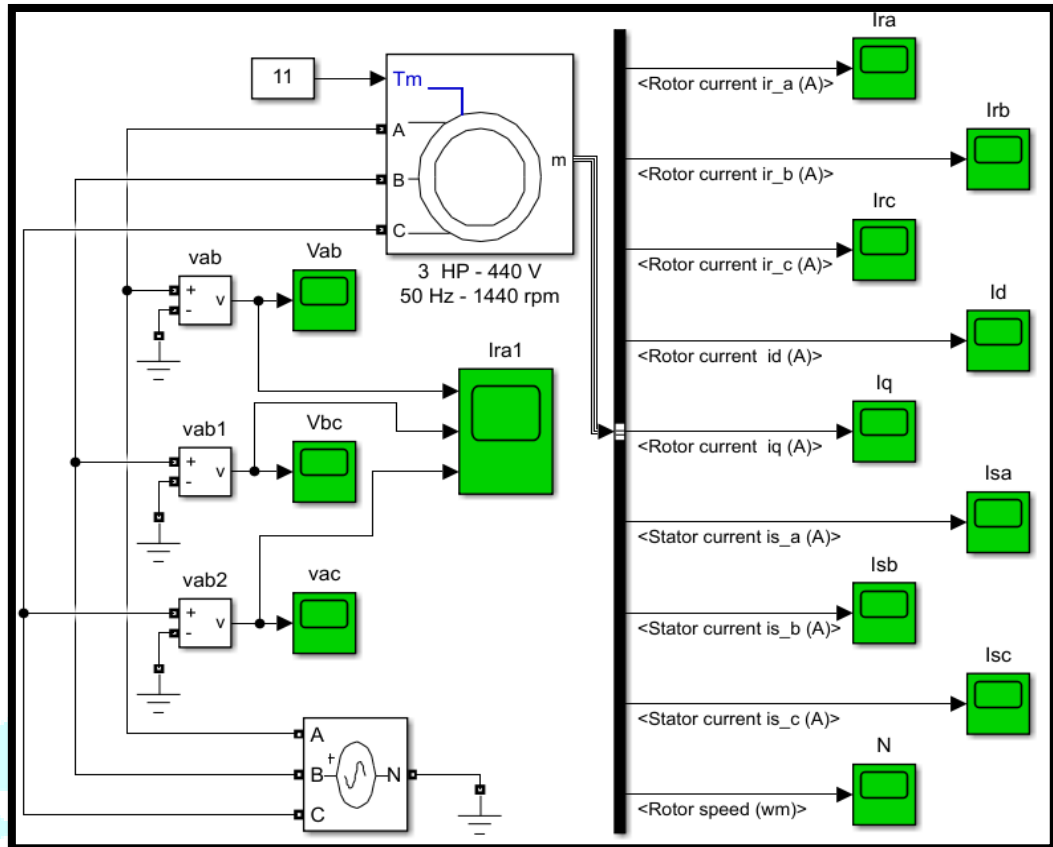 11
Tm
A
B
C
m
3 HP - 440 V
50 Hz - 1440 rpm
vab
+
-
v
Vab
Ira1
vab1
+
-
v
Vbc
vab2
+
-
v
vac
A
B
C
+
N
Ira
<Rotor current ir_a (A)>
Irb
<Rotor current ir_b (A)>
Irc
<Rotor current ir_c (A)>
Id
<Rotor current id (A)>
Iq
<Rotor current iq (A)>
Isa
<Stator current is_a (A)>
Isb
<Stator current is_b (A)>
Isc
<Stator current is_c (A)>
N
<Rotor speed (wm)>